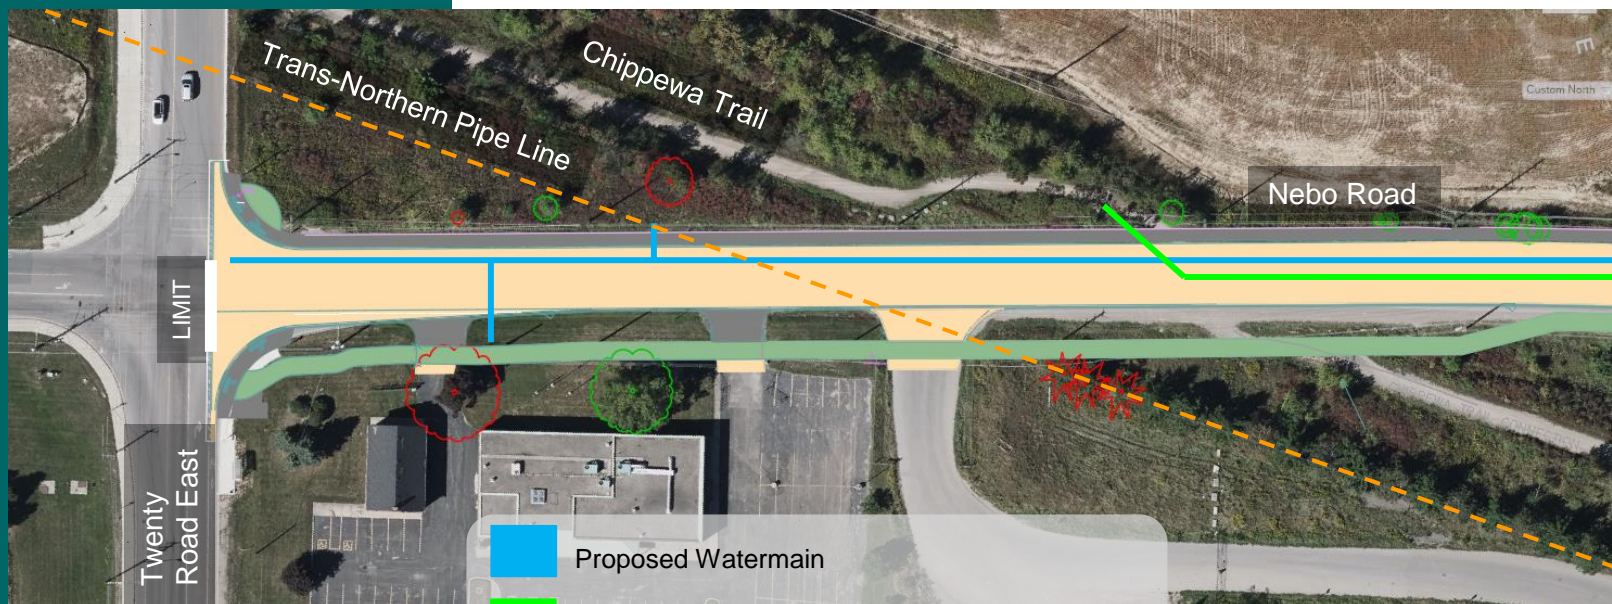 Trans-Northern Pipe Line
Chippewa Trail
E
Custom North
Nebo Road
LIMIT
Twenty
Road East
Proposed Watermain